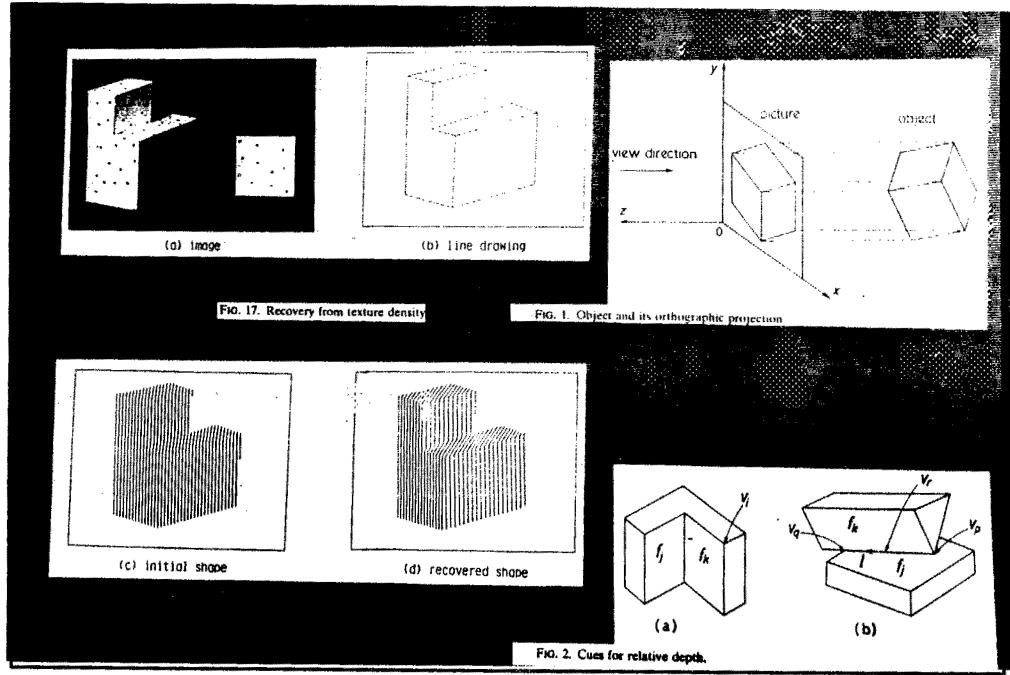 (a) image
(b) line drawing
FIG. 17. Recovery from texture density
y
picture
object
view direction
z
0
x
FIG. 1. Object and its orthographic projection
(c) initial shape
(d) recovered shape
v_i
f_j
f_k
(a)
v_r
f_k
v_q
v_p
l
f_j
(b)
FIG. 2. Cues for relative depth.